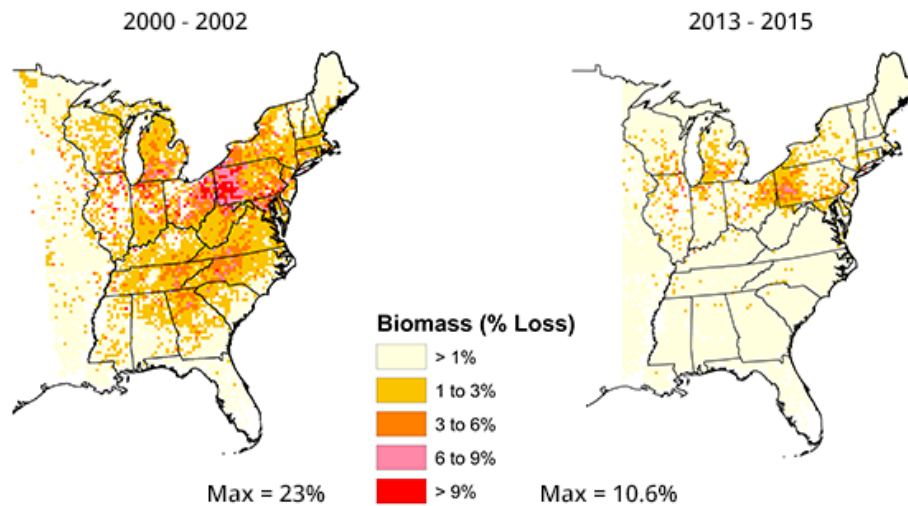 2000 - 2002
2013 - 2015
Biomass (% Loss)
> 1%
1 to 3%
3 to 6%
6 to 9%
> 9%
Max = 23%
Max = 10.6%